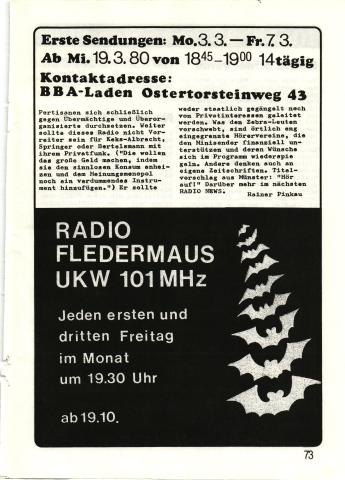 Erste Sendungen: Mo.3.3.—Fr.7.3.
Ab Mi.19.3.80 von 18⁴⁵–19⁰⁰ 14tägig
Kontaktadresse:
BBA-Laden Ostertorsteinweg 43
Partisanen sich schließlich
gegen Übermächtige und Überor-
ganisierte durchsetzen. Weiter
sollte dieses Radio nicht Vor-
reiter sein für Keks-Albrecht,
Springer oder Bertelsmann mit
ihrem Privatfunk. ("Die wollen
das große Geld machen, indem
sie den sinnlosen Konsum anhei-
zen und dem Meinungsmonopol
noch ein verdummendes Instru-
ment hinzufügen.") Er sollte
weder staatlich gegängelt noch
von Privatinteressen geleitet
werden. Was den Zebra-Leuten
vorschwebt, sind örtlich eng
eingegrenzte Hörervereine, die
den Minisender finanziell un-
terstützen und deren Wünsche
sich im Programm wiederspie
geln. Andere denken auch an
eigene Zeitschriften. Titel-
vorschlag aus Münster: "Hör
auf!" Darüber mehr im nächsten
RADIO NEWS.
Rainer Pinkau
RADIO
FLEDERMAUS
UKW 101MHz
Jeden ersten und
dritten Freitag
im Monat
um 19.30 Uhr
ab 19.10.
73